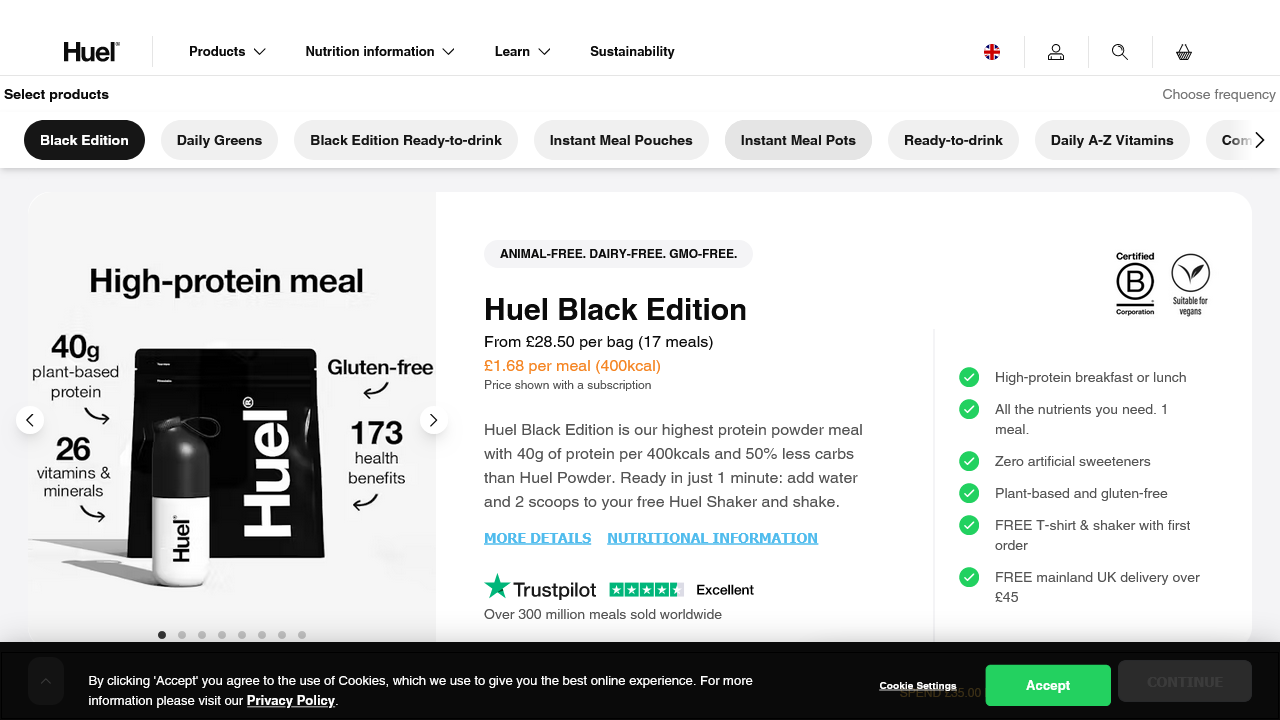 Huel®
Products
Nutrition information
Learn
Sustainability
Select products
Choose frequency
Black Edition
Daily Greens
Black Edition Ready-to-drink
Instant Meal Pouches
Instant Meal Pots
Ready-to-drink
Daily A-Z Vitamins
Com
High-protein meal
40g
plant-based
protein
26
vitamins &
minerals
Gluten-free
173
health
benefits
Huel®
Huel
ANIMAL-FREE. DAIRY-FREE. GMO-FREE.
Huel Black Edition
From £28.50 per bag (17 meals)
£1.68 per meal (400kcal)
Price shown with a subscription
Huel Black Edition is our highest protein powder meal
with 40g of protein per 400kcals and 50% less carbs
than Huel Powder. Ready in just 1 minute: add water
and 2 scoops to your free Huel Shaker and shake.
MORE DETAILS
NUTRITIONAL INFORMATION
Trustpilot
Excellent
Over 300 million meals sold worldwide
Certified
B
Corporation
Suitable for
vegans
High-protein breakfast or lunch
All the nutrients you need. 1
meal.
Zero artificial sweeteners
Plant-based and gluten-free
FREE T-shirt & shaker with first
order
FREE mainland UK delivery over
£45
By clicking 'Accept' you agree to the use of Cookies, which we use to give you the best online experience. For more
information please visit our Privacy Policy.
Cookie Settings
Accept
CONTINUE